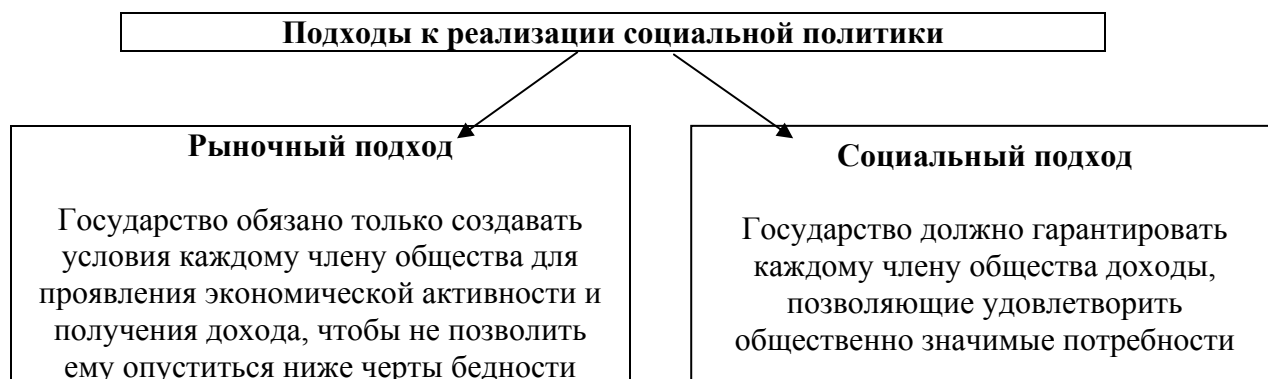 Подходы к реализации социальной политики
Рыночный подход
Государство обязано только создавать
условия каждому члену общества для
проявления экономической активности и
получения дохода, чтобы не позволить
ему опуститься ниже черты бедности
Социальный подход
Государство должно гарантировать
каждому члену общества доходы,
позволяющие удовлетворить
общественно значимые потребности